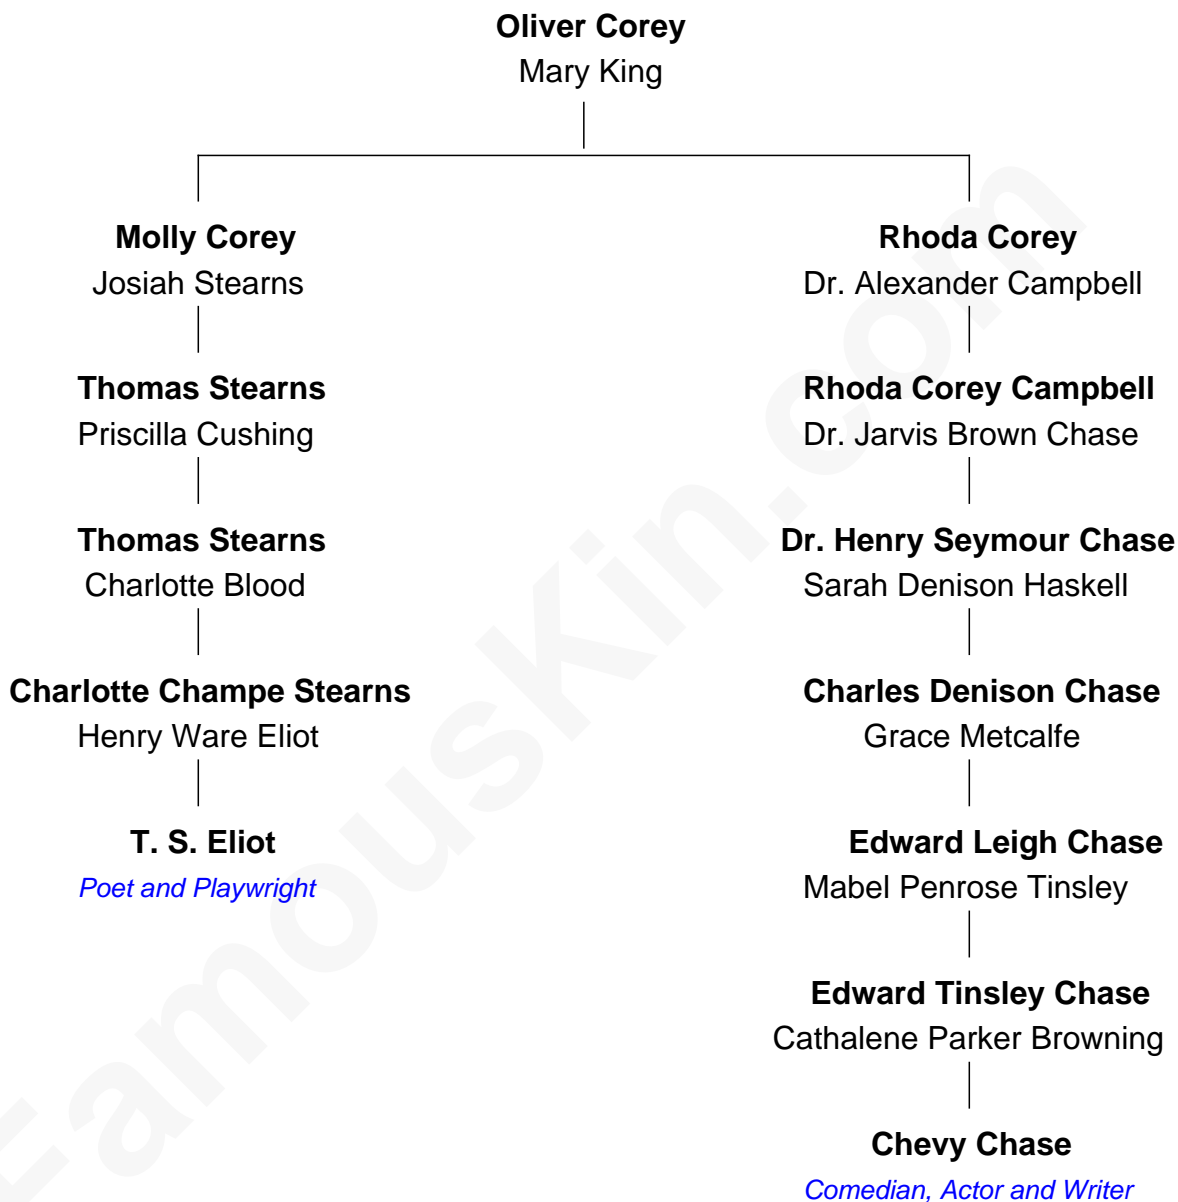 Oliver Corey
Mary King
Molly Corey
Josiah Stearns
Thomas Stearns
Priscilla Cushing
Thomas Stearns
Charlotte Blood
Charlotte Champe Stearns
Henry Ware Eliot
T. S. Eliot
Poet and Playwright
Rhoda Corey
Dr. Alexander Campbell
Rhoda Corey Campbell
Dr. Jarvis Brown Chase
Dr. Henry Seymour Chase
Sarah Denison Haskell
Charles Denison Chase
Grace Metcalfe
Edward Leigh Chase
Mabel Penrose Tinsley
Edward Tinsley Chase
Cathalene Parker Browning
Chevy Chase
Comedian, Actor and Writer
FamousKin.com